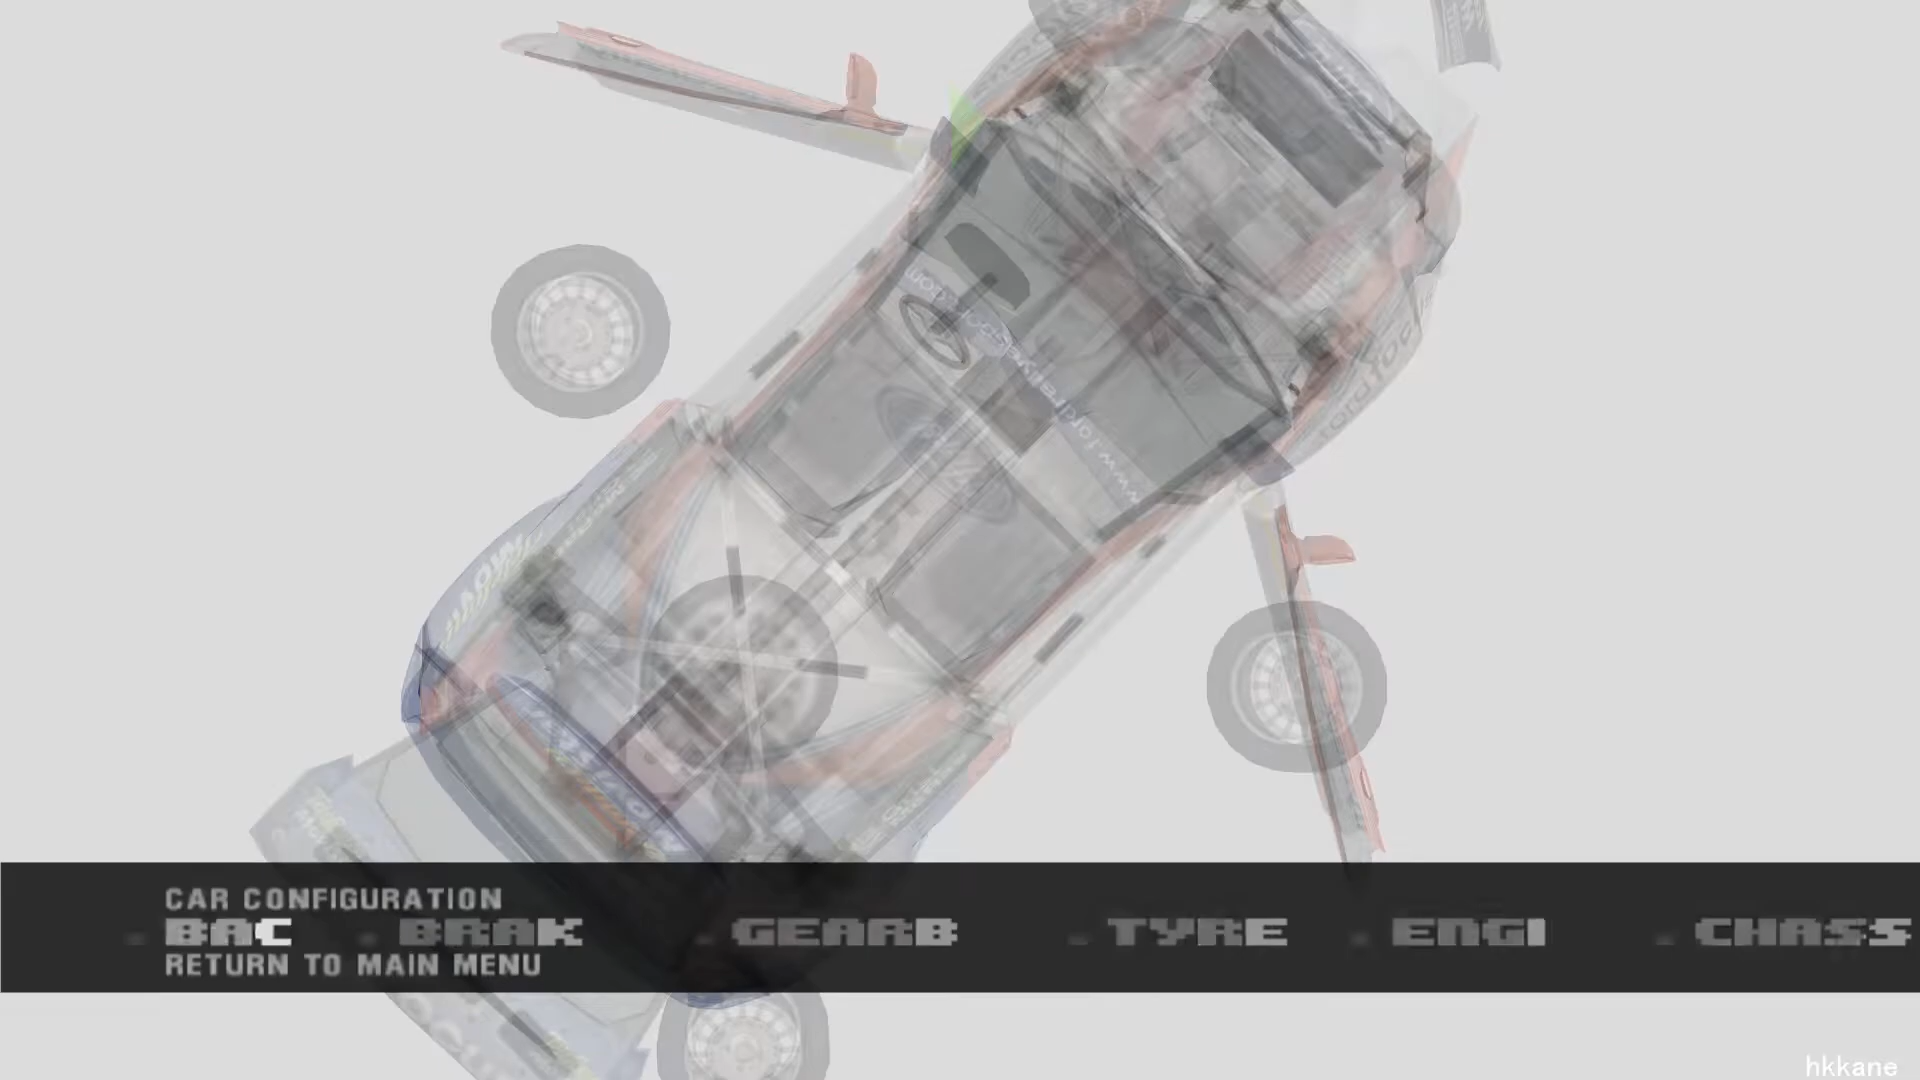 CAR CONFIGURATION
BAC BRAK GEARB TYRE ENGI CHASS
RETURN TO MAIN MENU
hkkane